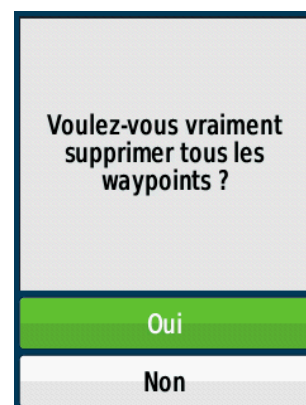 Voulez-vous vraiment
supprimer tous les
waypoints ?
Oui
Non